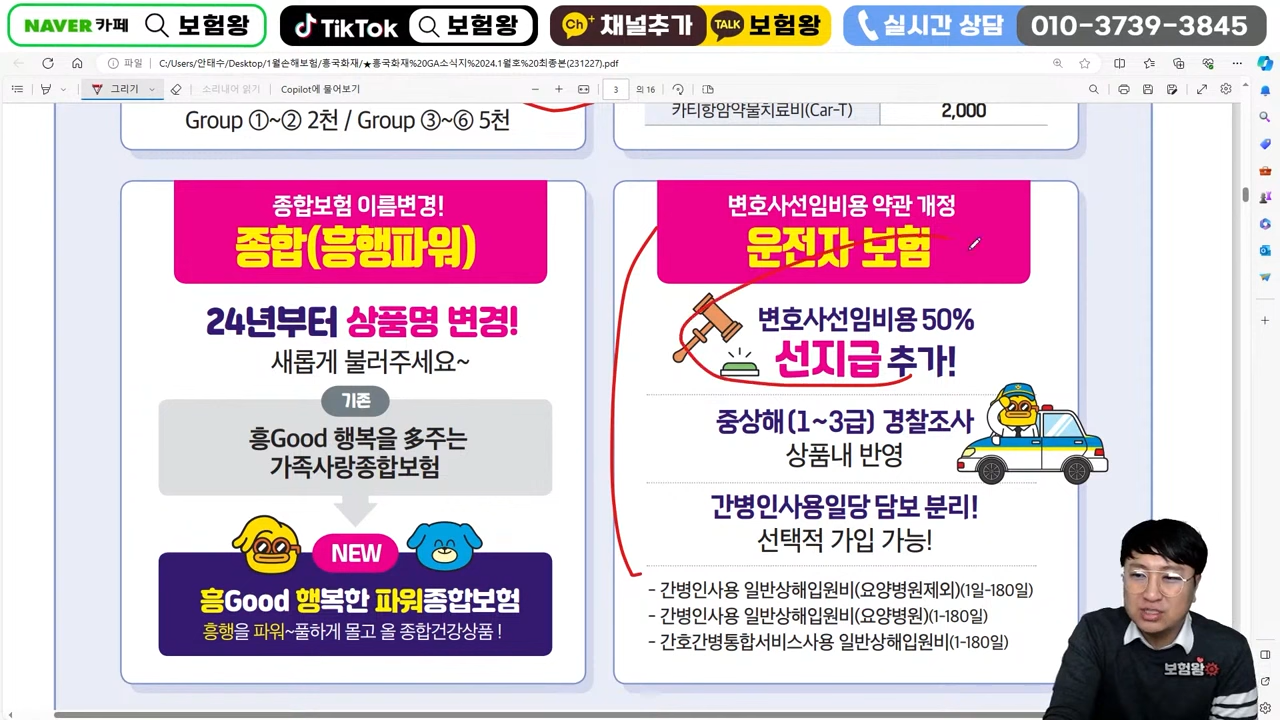 NAVER 카페 보험왕
TikTok 보험왕
Ch+ 채널추가 TALK 보험왕
실시간 상담 010-3739-3845
파일 C:/Users/안태수/Desktop/1월손해보험/흥국화재/★흥국화재%20GA소식지%2024.1월호%20최종본(231227).pdf
그리기 소리내어 읽기 Copilot에 물어보기 3 의 16
Group ①~② 2천 / Group ③~⑥ 5천
카티항암약물치료비(Car-T) 2,000
종합보험 이름변경!
종합(흥행파워)
24년부터 상품명 변경!
새롭게 불러주세요~
기존
흥Good 행복을 多주는
가족사랑종합보험
NEW
흥Good 행복한 파워종합보험
흥행을 파워~풀하게 몰고 올 종합건강상품 !
변호사선임비용 약관 개정
운전자 보험
변호사선임비용 50%
선지급 추가!
중상해(1~3급) 경찰조사
상품내 반영
간병인사용일당 담보 분리!
선택적 가입 가능!
- 간병인사용 일반상해입원비(요양병원제외)(1일-180일)
- 간병인사용 일반상해입원비(요양병원)(1-180일)
- 간호간병통합서비스사용 일반상해입원비(1-180일)
보험왕